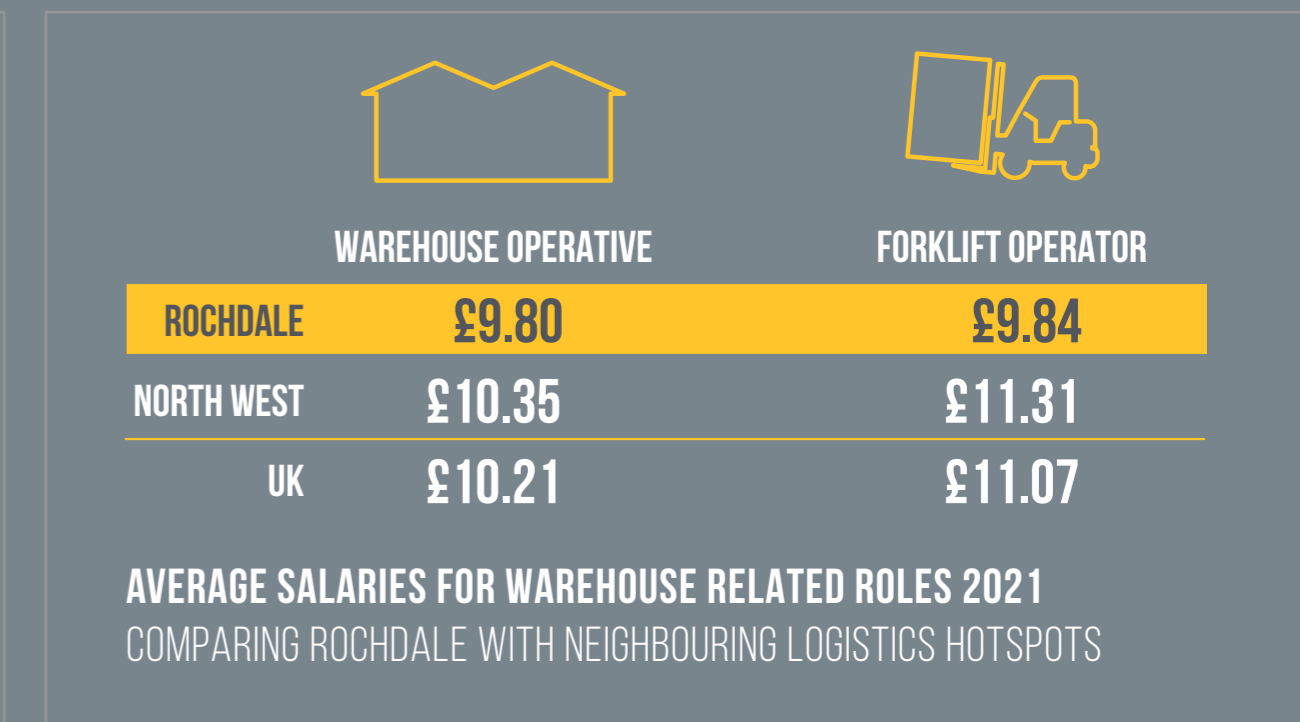 WAREHOUSE OPERATIVE FORKLIFT OPERATOR
ROCHDALE £9.80 £9.84
NORTH WEST £10.35 £11.31
UK £10.21 £11.07
AVERAGE SALARIES FOR WAREHOUSE RELATED ROLES 2021
COMPARING ROCHDALE WITH NEIGHBOURING LOGISTICS HOTSPOTS